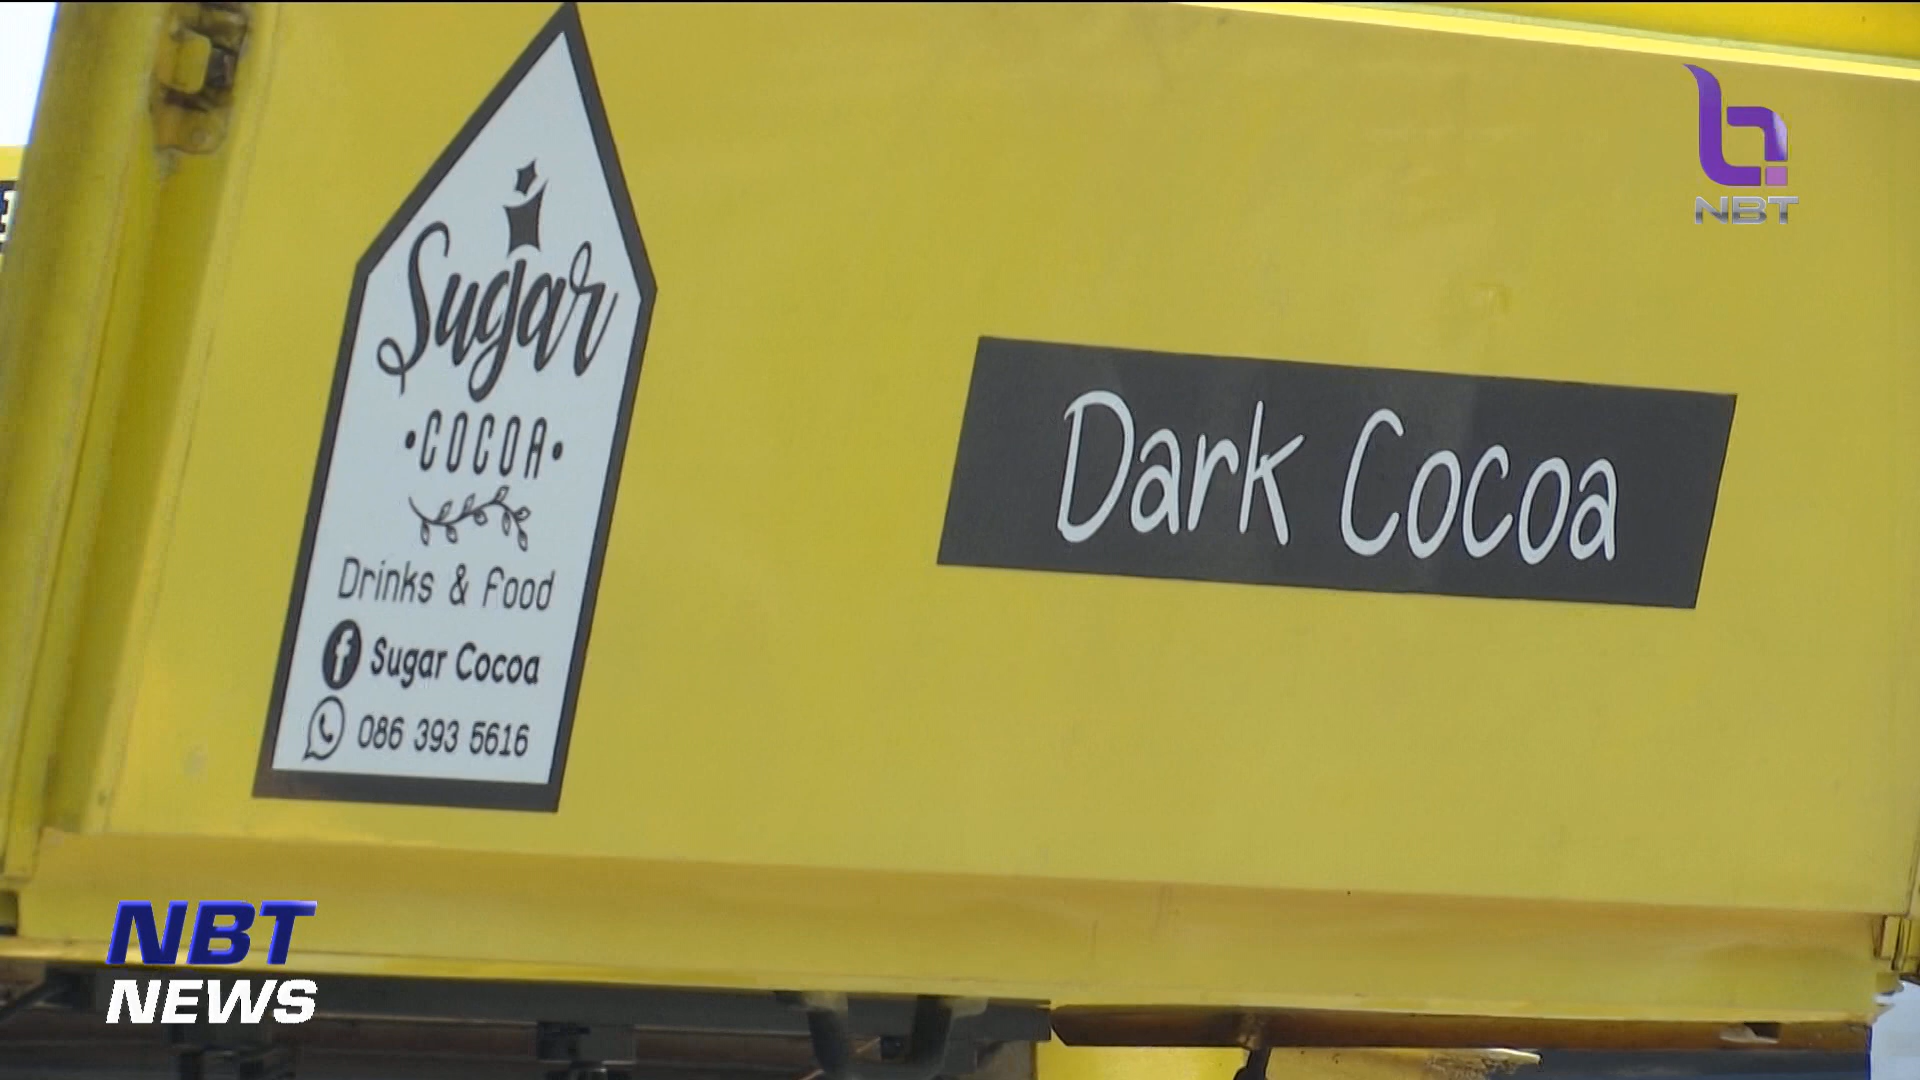 Sugar
•COCOA•
Drinks & Food
Sugar Cocoa
086 393 5616
Dark Cocoa
NBT
NBT
NEWS